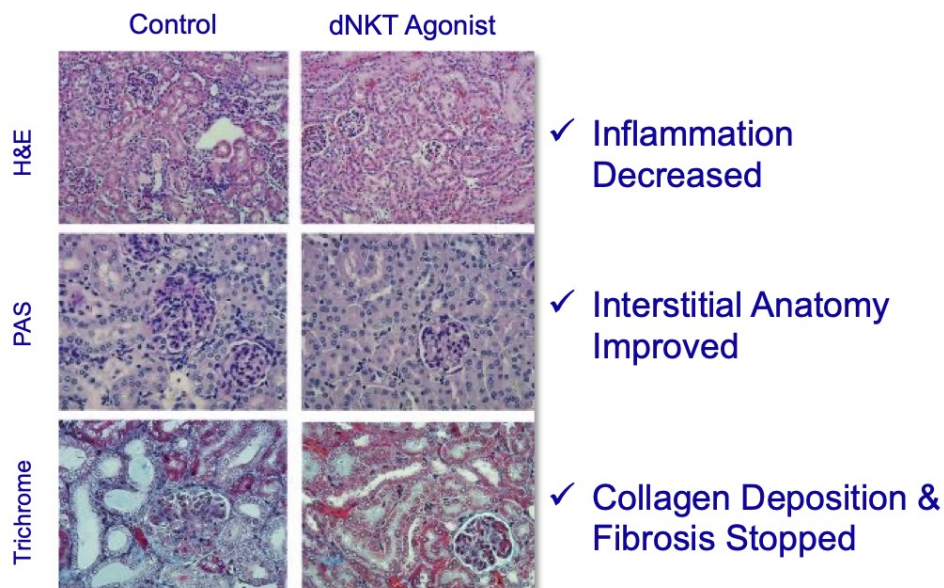 Control
dNKT Agonist
H&E
✓ Inflammation
Decreased
PAS
✓ Interstitial Anatomy
Improved
Trichrome
✓ Collagen Deposition &
Fibrosis Stopped